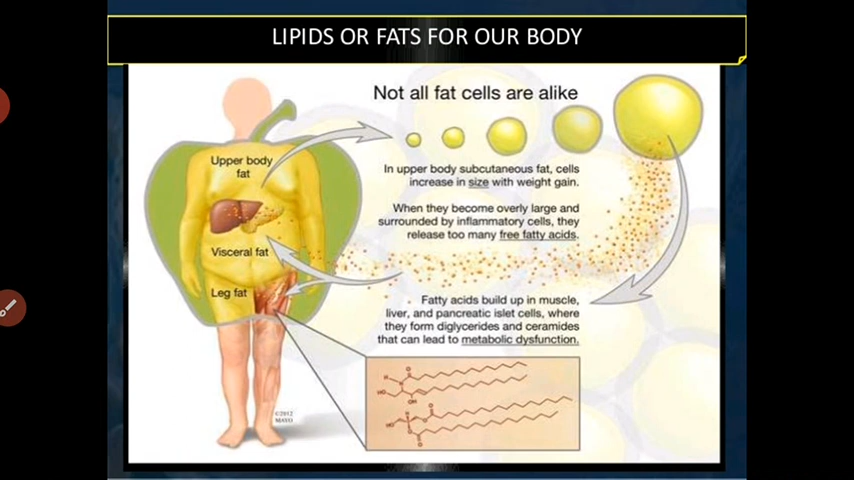 LIPIDS OR FATS FOR OUR BODY
Not all fat cells are alike
Upper body
fat
In upper body subcutaneous fat, cells
increase in size with weight gain.
When they become overly large and
surrounded by inflammatory cells, they
release too many free fatty acids.
Visceral fat
Leg fat
Fatty acids build up in muscle,
liver, and pancreatic islet cells, where
they form diglycerides and ceramides
that can lead to metabolic dysfunction.
H
O
N
HO
OH
H
O
HO
O
O
O
©2012
MAYO